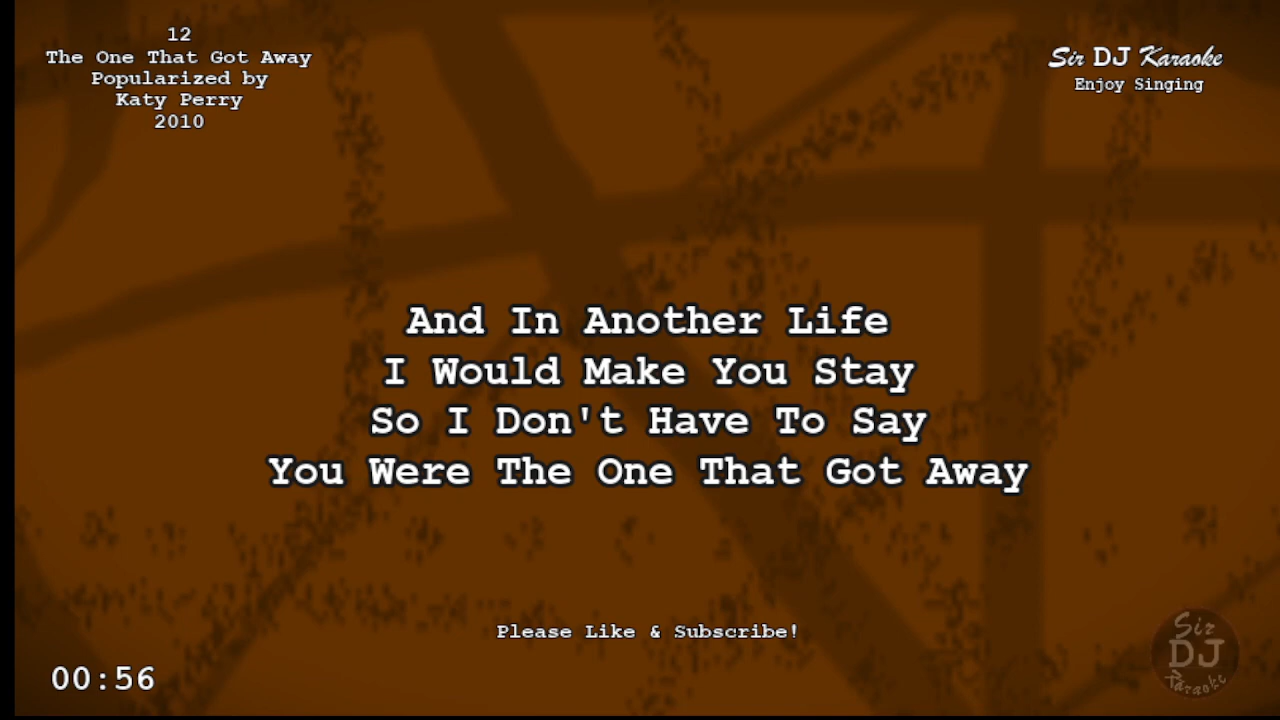 12
The One That Got Away
Popularized by
Katy Perry
2010
Sir DJ Karaoke
Enjoy Singing
And In Another Life
I Would Make You Stay
So I Don't Have To Say
You Were The One That Got Away
Please Like & Subscribe!
00:56
Sir
DJ
Karaoke